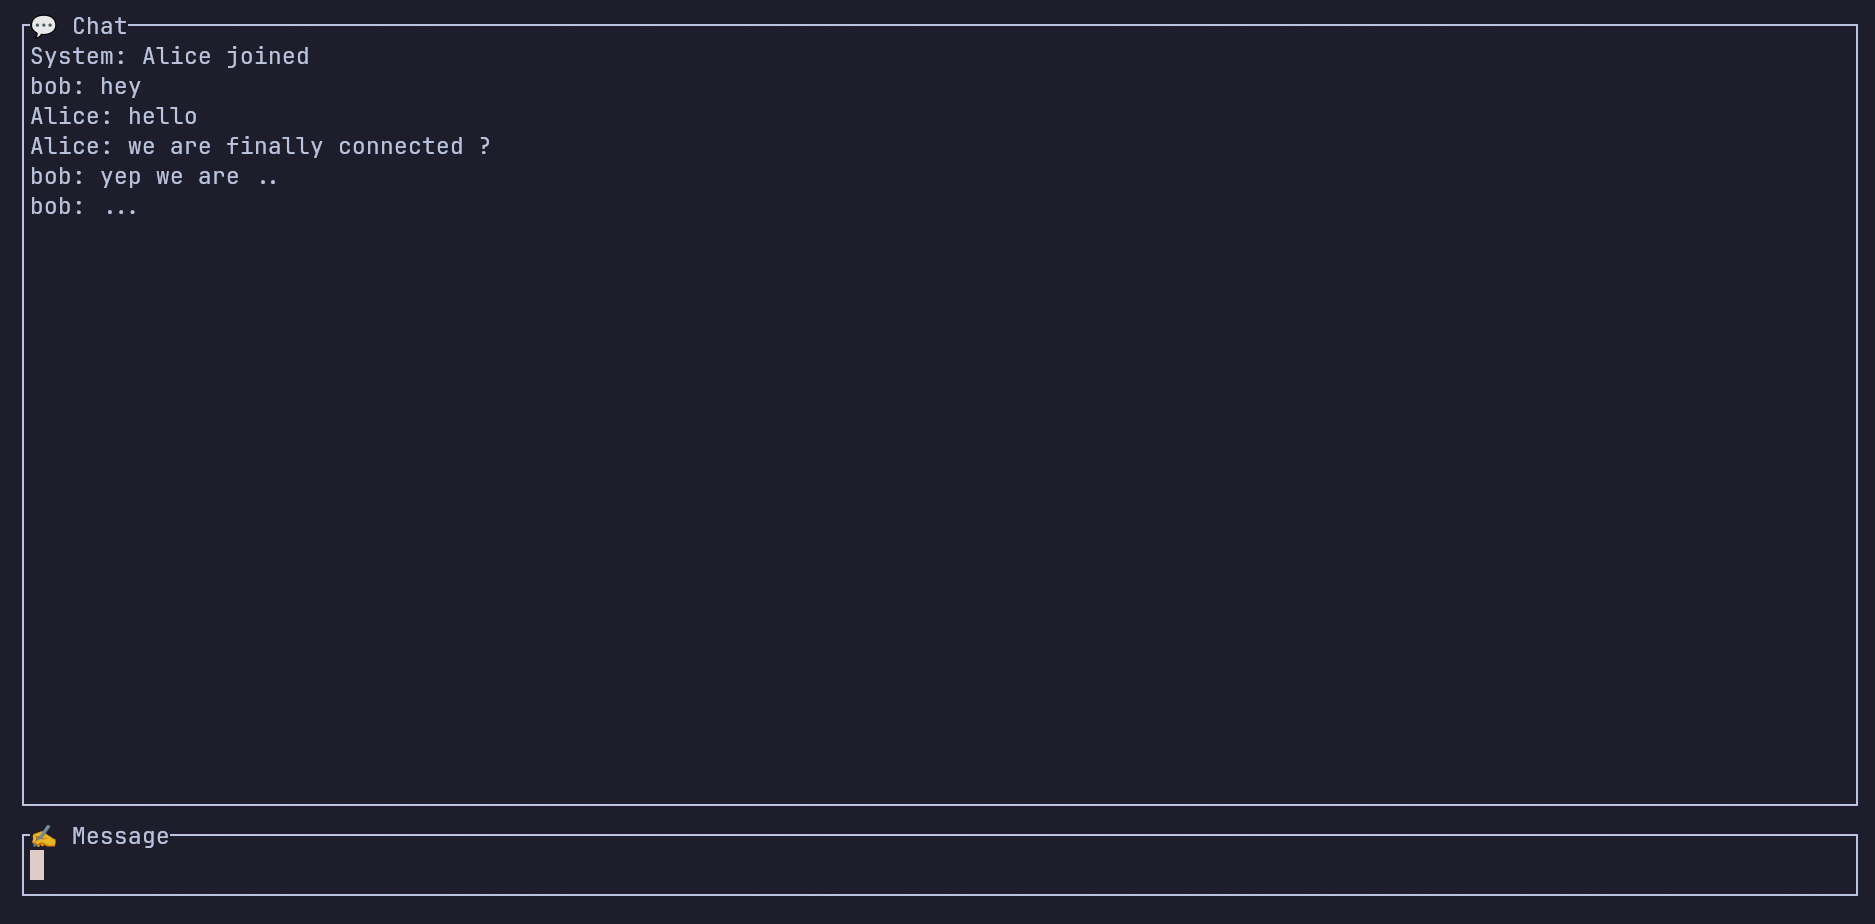 💬 Chat
System: Alice joined
bob: hey
Alice: hello
Alice: we are finally connected ?
bob: yep we are ..
bob: ...
✍ Message